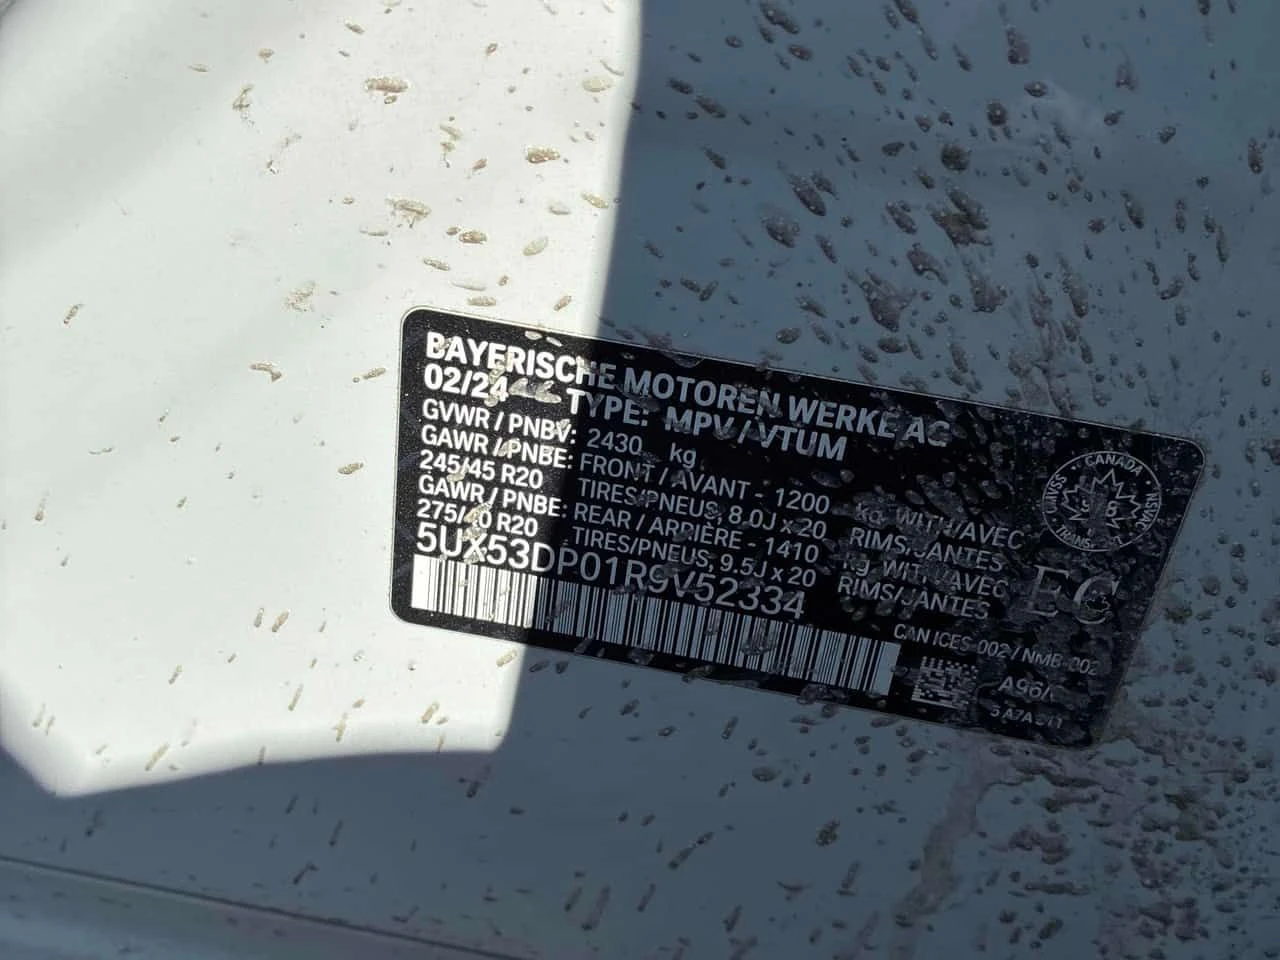 BAYERISCHE MOTOREN WERKE AG
02/24 TYPE: MPV / VTUM
GVWR / PNBV: 2430 kg
GAWR / PNBE: FRONT / AVANT - 1200 kg WITH/AVEC
245/45 R20 TIRES/PNEUS, 8.0J x 20 RIMS/JANTES
GAWR / PNBE: REAR / ARRIÈRE - 1410 kg WITH/AVEC
275/40 R20 TIRES/PNEUS, 9.5J x 20 RIMS/JANTES
5UX53DP01R9V52334
CANADA
CMVSS
NSVAC
TRANSPORT
EC
CAN ICES-002 / NMB-002